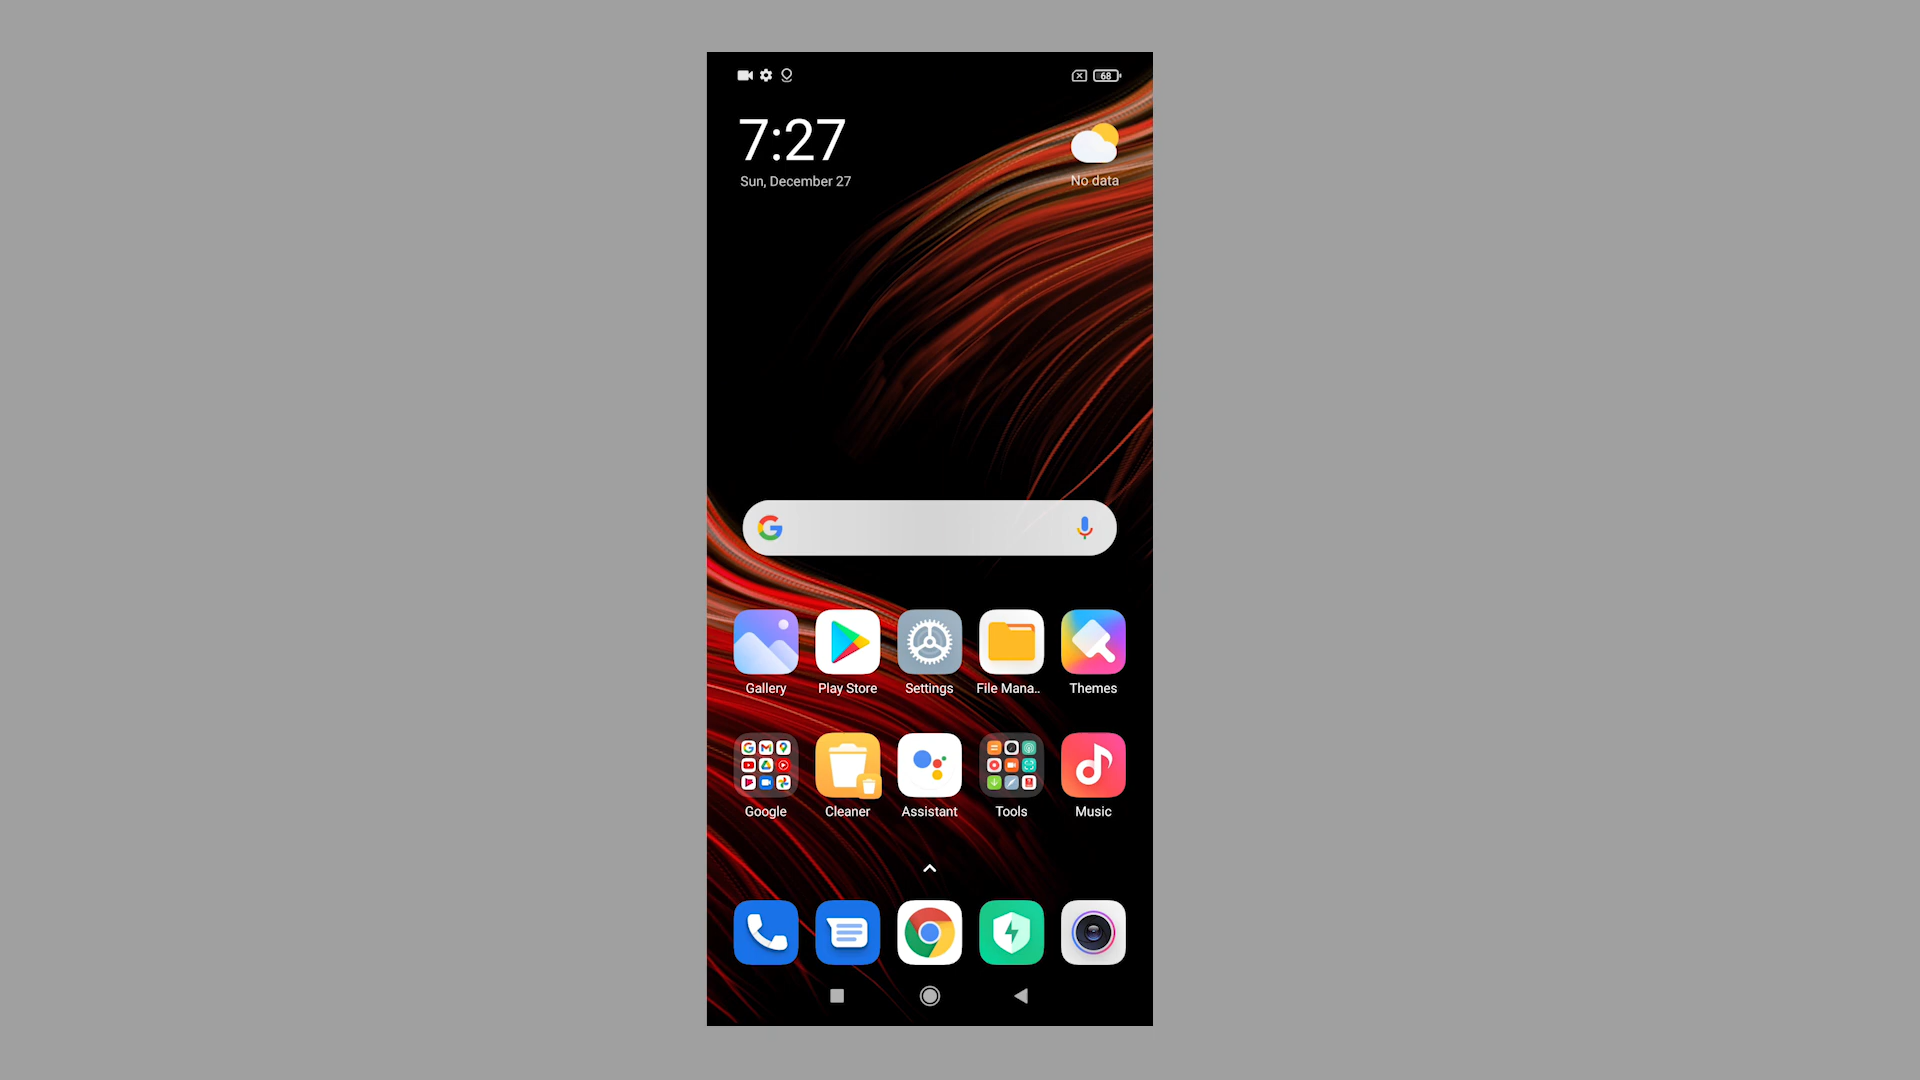 68
7:27
Sun, December 27
No data
Gallery
Play Store
Settings
File Mana..
Themes
Google
Cleaner
Assistant
Tools
Music